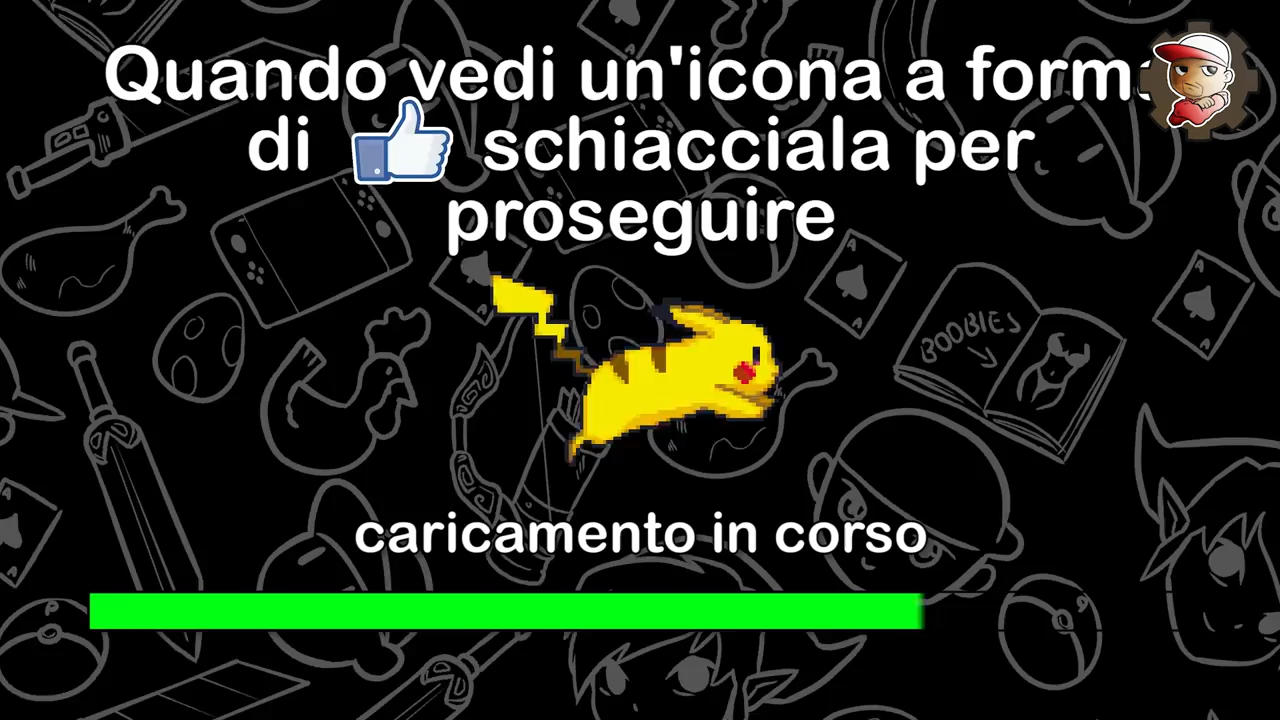 Quando vedi un'icona a forma
di schiacciala per
proseguire
BOOBIES
caricamento in corso